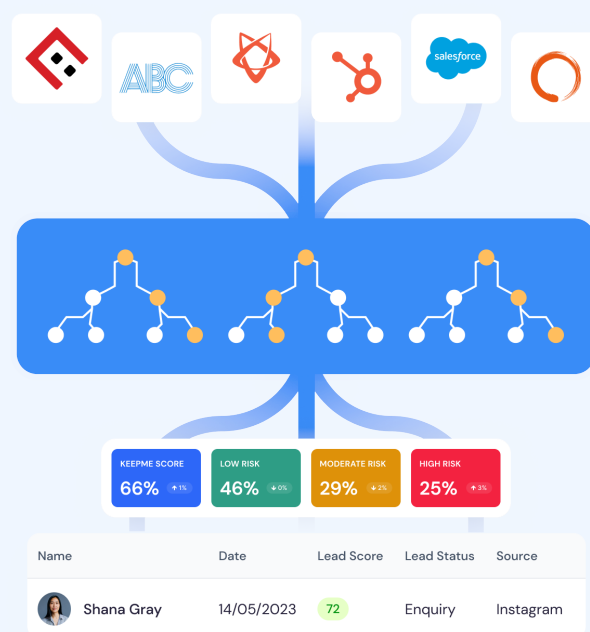 ABC
salesforce
KEEPME SCORE
66% ↑ 1%
LOW RISK
46% ↓ 0%
MODERATE RISK
29% ↓ 2%
HIGH RISK
25% ↑ 3%
Name Date Lead Score Lead Status Source
Shana Gray 14/05/2023 72 Enquiry Instagram